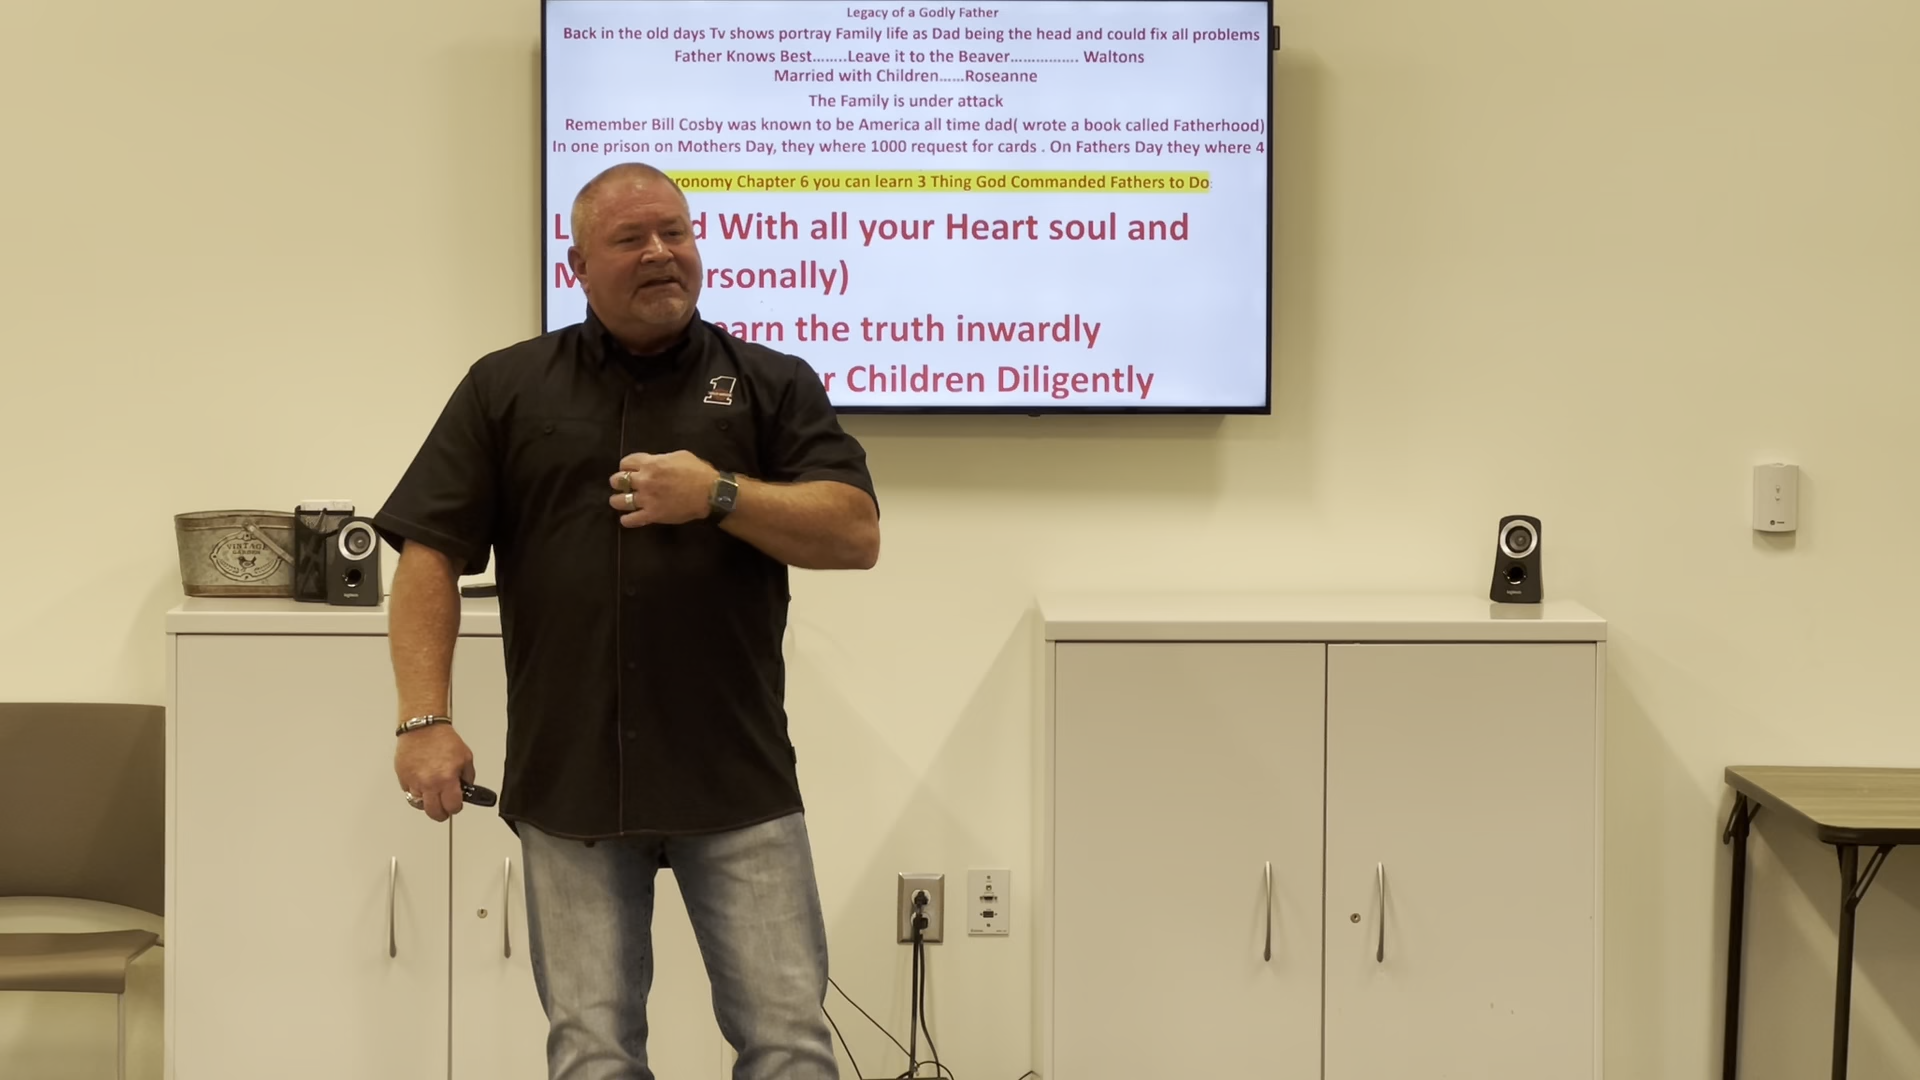 Legacy of a Godly Father
Back in the old days Tv shows portray Family life as Dad being the head and could fix all problems
Father Knows Best........Leave it to the Beaver................ Waltons
Married with Children......Roseanne
The Family is under attack
Remember Bill Cosby was known to be America all time dad( wrote a book called Fatherhood)
In one prison on Mothers Day, they where 1000 request for cards . On Fathers Day they where 4
ronomy Chapter 6 you can learn 3 Thing God Commanded Fathers to Do:
L d With all your Heart soul and
M rsonally)
earn the truth inwardly
r Children Diligently
1
VINTAGE
GARDEN